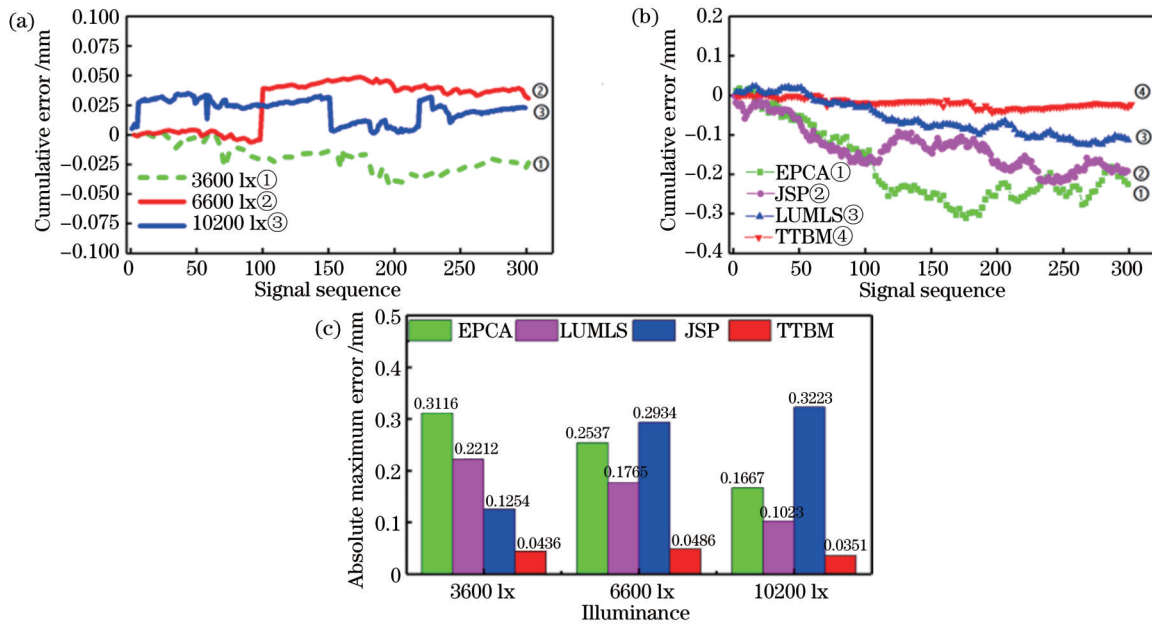 (a)
0.100
0.075
0.050
0.025
0
−0.025
−0.050
−0.075
−0.100
Cumulative error /mm
②
③
①
3600 lx①
6600 lx②
10200 lx③
0 50 100 150 200 250 300
Signal sequence
(b)
0.2
0.1
0
−0.1
−0.2
−0.3
−0.4
Cumulative error /mm
④
③
②
①
EPCA①
JSP②
LUMLS③
TTBM④
0 50 100 150 200 250 300
Signal sequence
(c)
0.5
0.4
0.3
0.2
0.1
0
Absolute maximum error /mm
EPCA LUMLS JSP TTBM
0.3116
0.2212
0.1254
0.0436
0.2537
0.1765
0.2934
0.0486
0.1667
0.1023
0.3223
0.0351
3600 lx 6600 lx 10200 lx
Illuminance